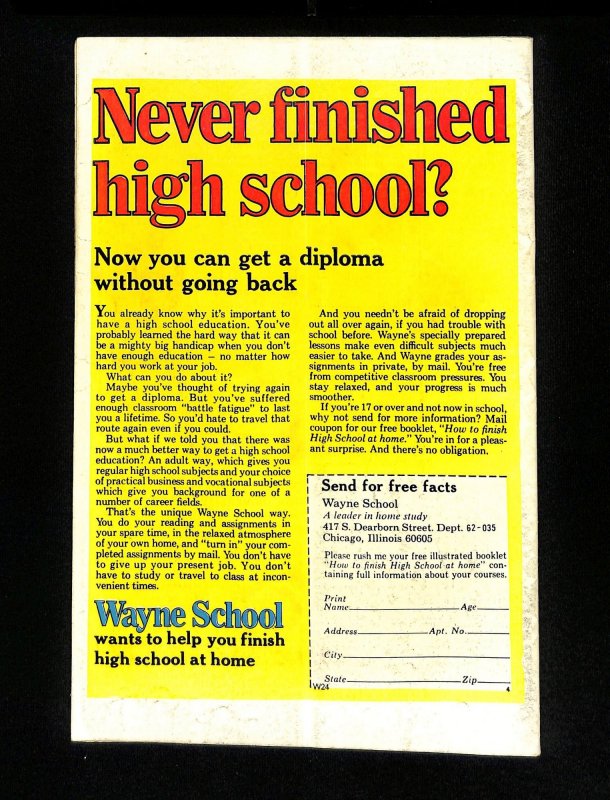 Never finished
high school?
Now you can get a diploma
without going back
You already know why it's important to
have a high school education. You've
probably learned the hard way that it can
be a mighty big handicap when you don't
have enough education — no matter how
hard you work at your job.
What can you do about it?
Maybe you've thought of trying again
to get a diploma. But you've suffered
enough classroom "battle fatigue" to last
you a lifetime. So you'd hate to travel that
route again even if you could.
But what if we told you that there was
now a much better way to get a high school
education? An adult way, which gives you
regular high school subjects and your choice
of practical business and vocational subjects
which give you background for one of a
number of career fields.
That's the unique Wayne School way.
You do your reading and assignments in
your spare time, in the relaxed atmosphere
of your own home, and "turn in" your com-
pleted assignments by mail. You don't have
to give up your present job. You don't
have to study or travel to class at incon-
venient times.
Wayne School
wants to help you finish
high school at home
And you needn't be afraid of dropping
out all over again, if you had trouble with
school before. Wayne's specially prepared
lessons make even difficult subjects much
easier to take. And Wayne grades your as-
signments in private, by mail. You're free
from competitive classroom pressures. You
stay relaxed, and your progress is much
smoother.
If you're 17 or over and not now in school,
why not send for more information? Mail
coupon for our free booklet, "How to finish
High School at home." You're in for a pleas-
ant surprise. And there's no obligation.
Send for free facts
Wayne School
A leader in home study
417 S. Dearborn Street. Dept. 62-035
Chicago, Illinois 60605
Please rush me your free illustrated booklet
"How to finish High School at home" con-
taining full information about your courses.
Print
Name Age
Address Apt. No.
City
State Zip
W24 4